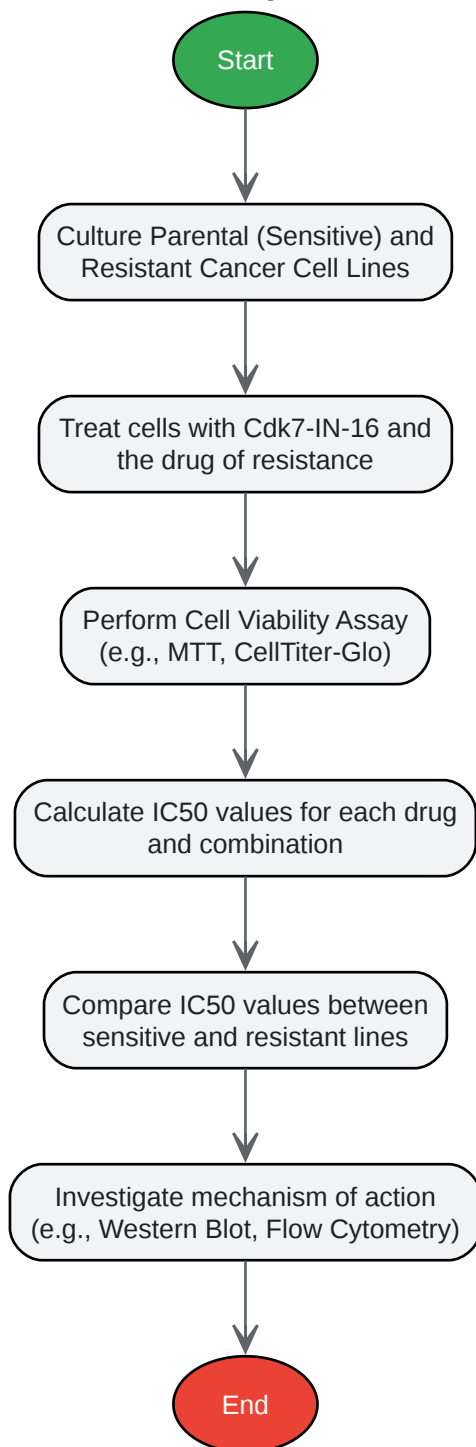 Start
Culture Parental (Sensitive) and
Resistant Cancer Cell Lines
Treat cells with Cdk7-IN-16 and
the drug of resistance
Perform Cell Viability Assay
(e.g., MTT, CellTiter-Glo)
Calculate IC50 values for each drug
and combination
Compare IC50 values between
sensitive and resistant lines
Investigate mechanism of action
(e.g., Western Blot, Flow Cytometry)
End